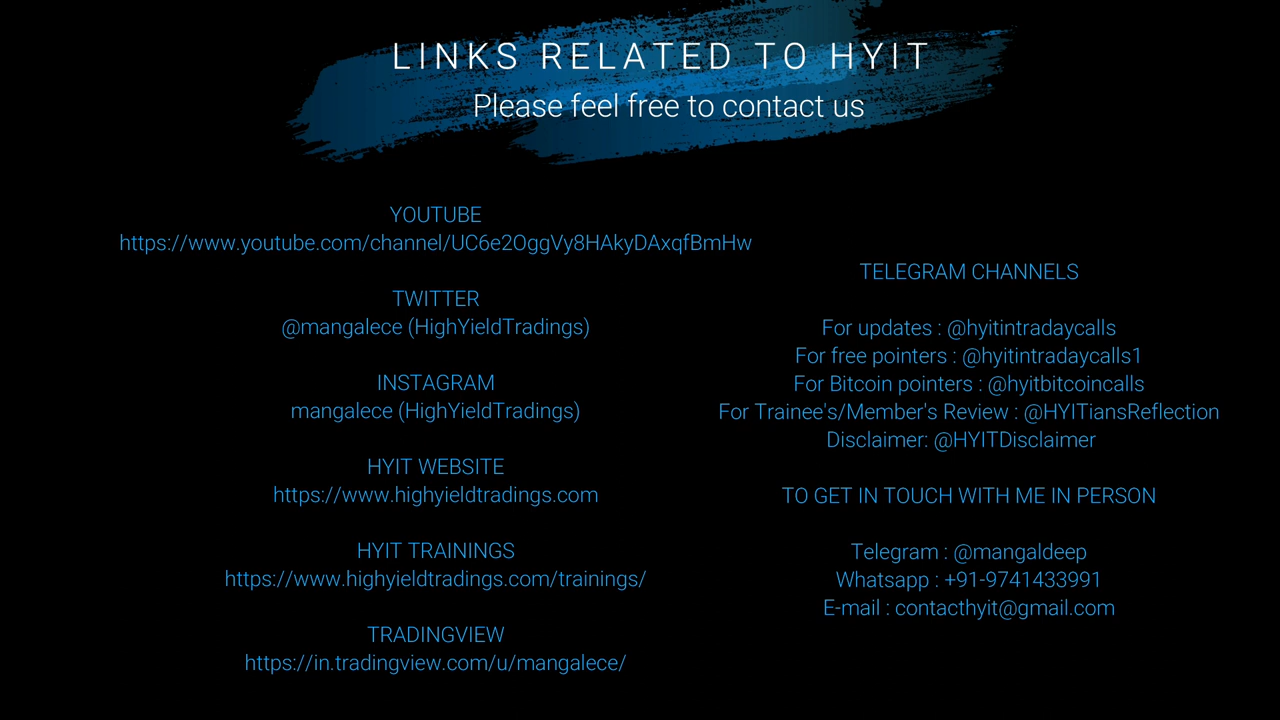 LINKS RELATED TO HYIT
Please feel free to contact us
YOUTUBE
https://www.youtube.com/channel/UC6e2OggVy8HAkyDAxqfBmHw
TWITTER
@mangalece (HighYieldTradings)
INSTAGRAM
mangalece (HighYieldTradings)
HYIT WEBSITE
https://www.highyieldtradings.com
HYIT TRAININGS
https://www.highyieldtradings.com/trainings/
TRADINGVIEW
https://in.tradingview.com/u/mangalece/
TELEGRAM CHANNELS
For updates : @hyitintradaycalls
For free pointers : @hyitintradaycalls1
For Bitcoin pointers : @hyitbitcoincalls
For Trainee's/Member's Review : @HYITiansReflection
Disclaimer: @HYITDisclaimer
TO GET IN TOUCH WITH ME IN PERSON
Telegram : @mangaldeep
Whatsapp : +91-9741433991
E-mail : contacthyit@gmail.com